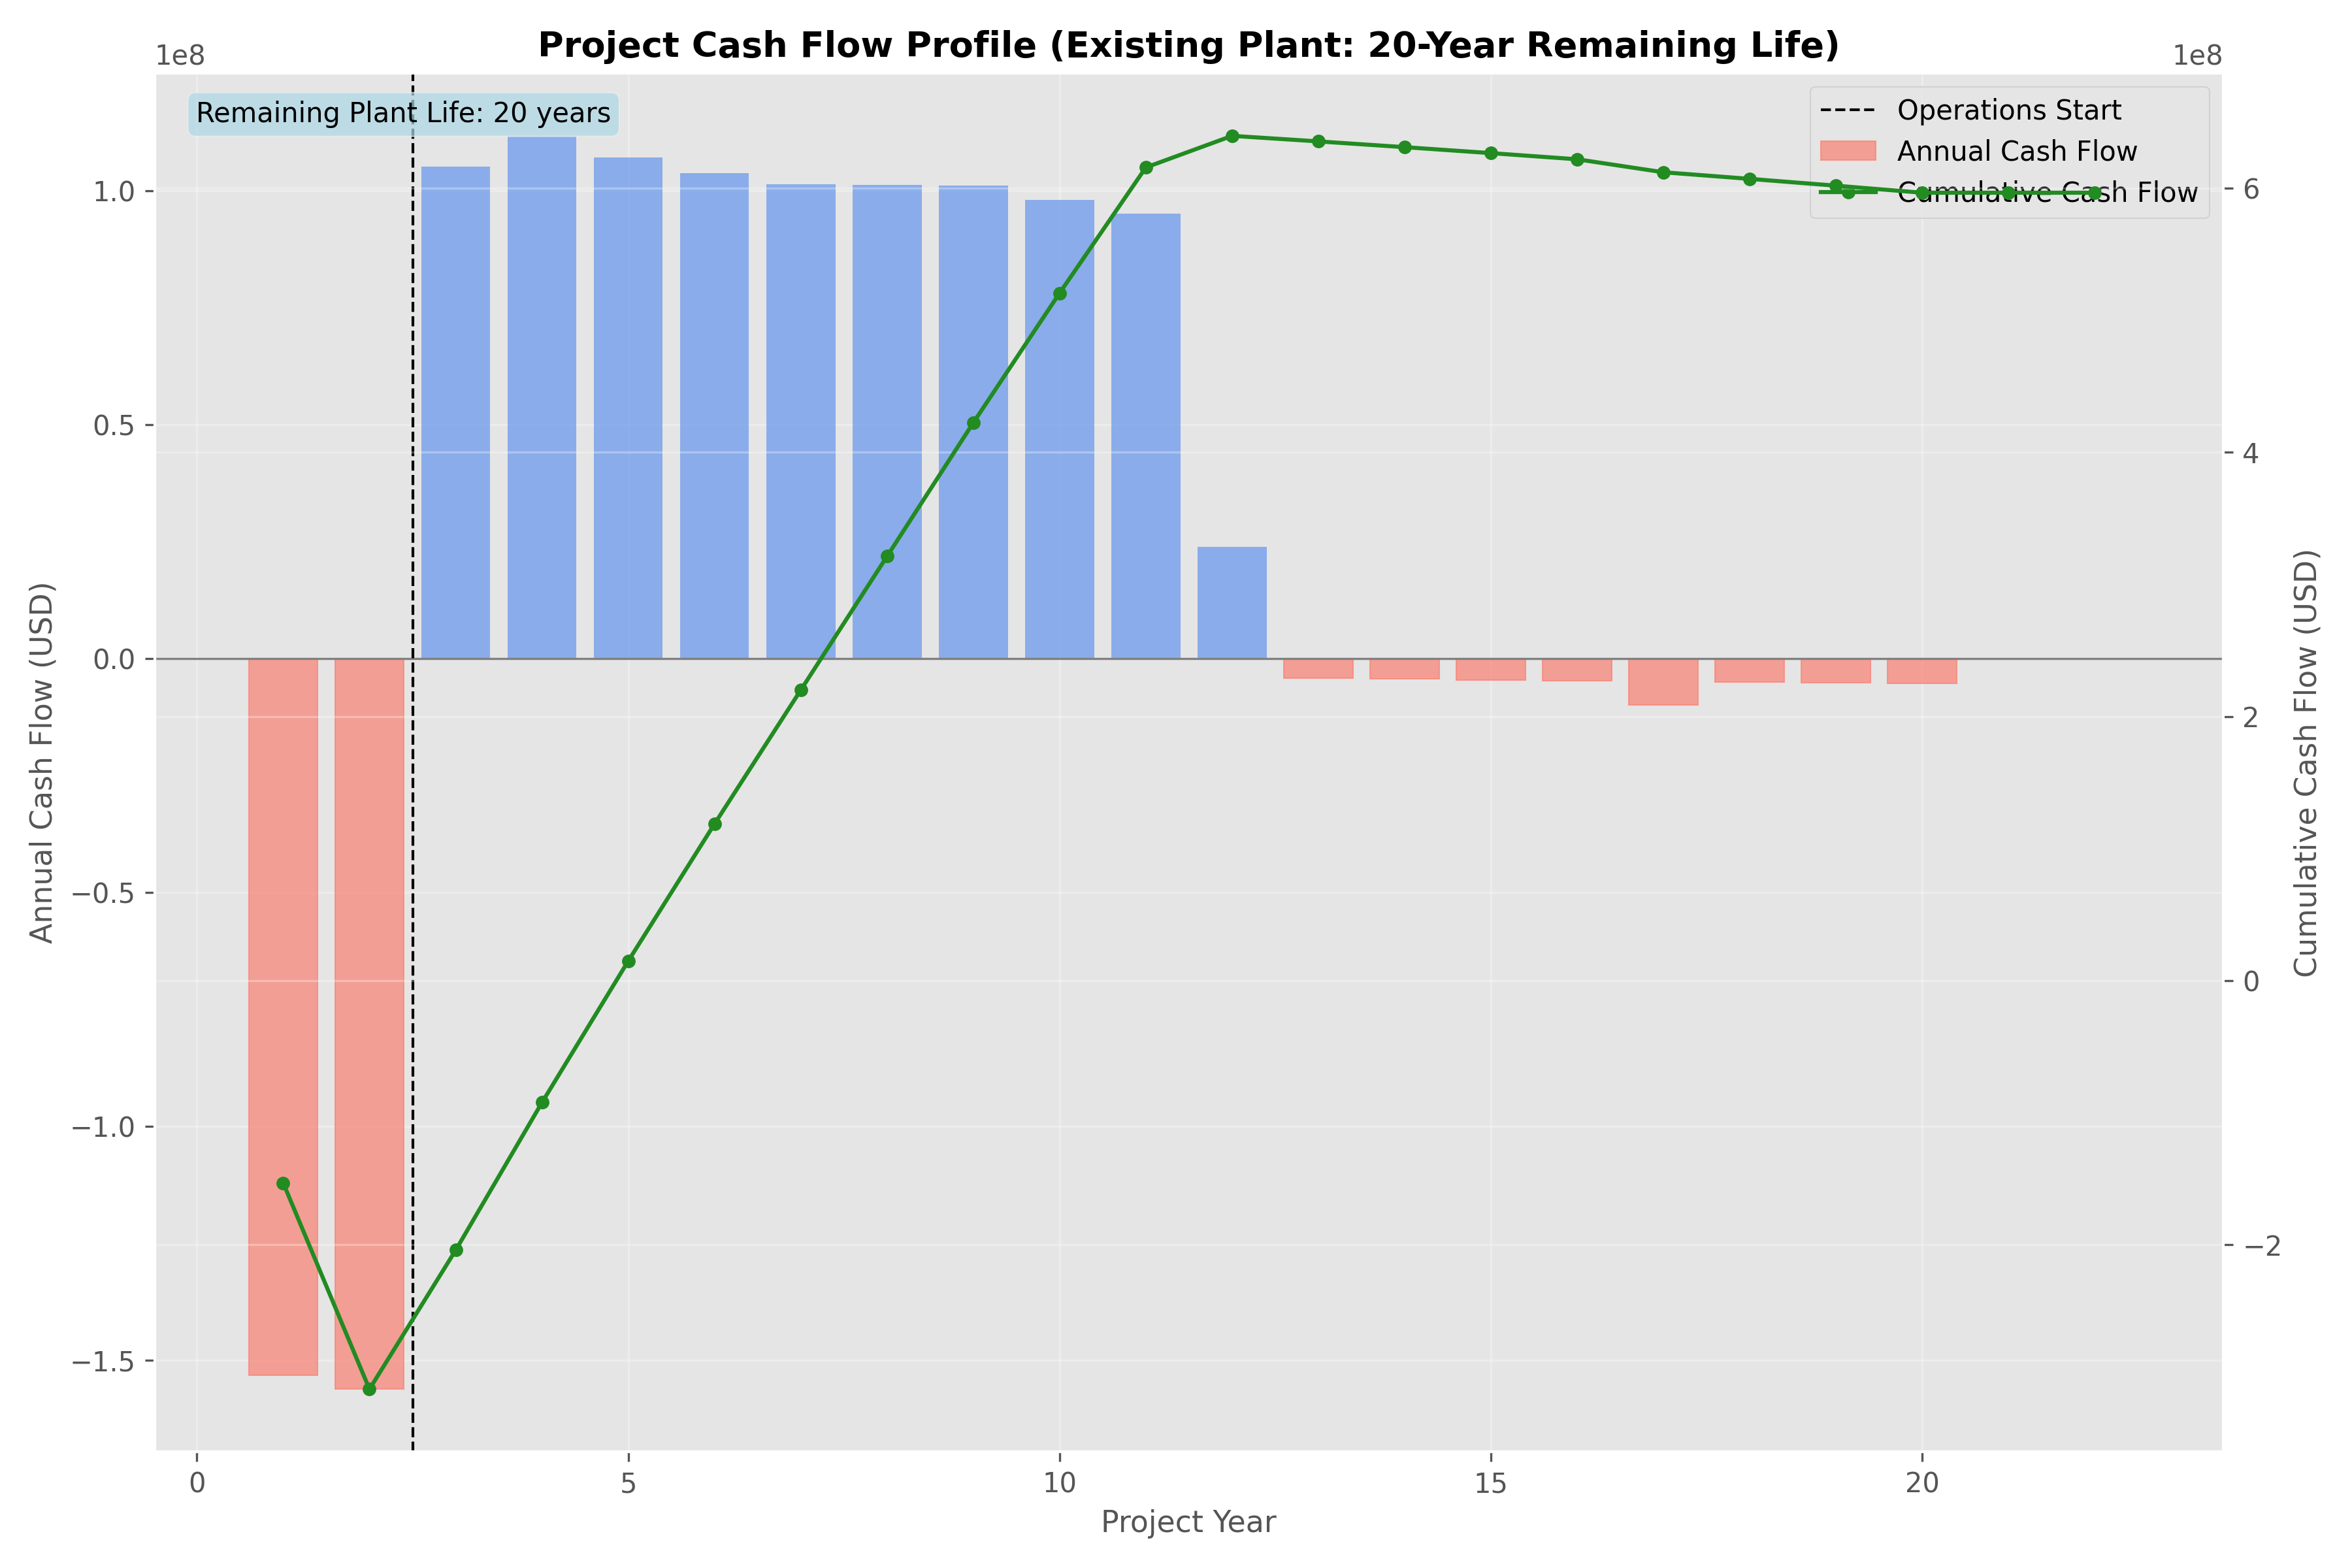 Project Cash Flow Profile (Existing Plant: 20-Year Remaining Life)
1e8
1e8
Remaining Plant Life: 20 years
Operations Start
Annual Cash Flow
Cumulative Cash Flow
Annual Cash Flow (USD)
1.0
0.5
0.0
−0.5
−1.0
−1.5
Cumulative Cash Flow (USD)
6
4
2
0
−2
0
5
10
15
20
Project Year